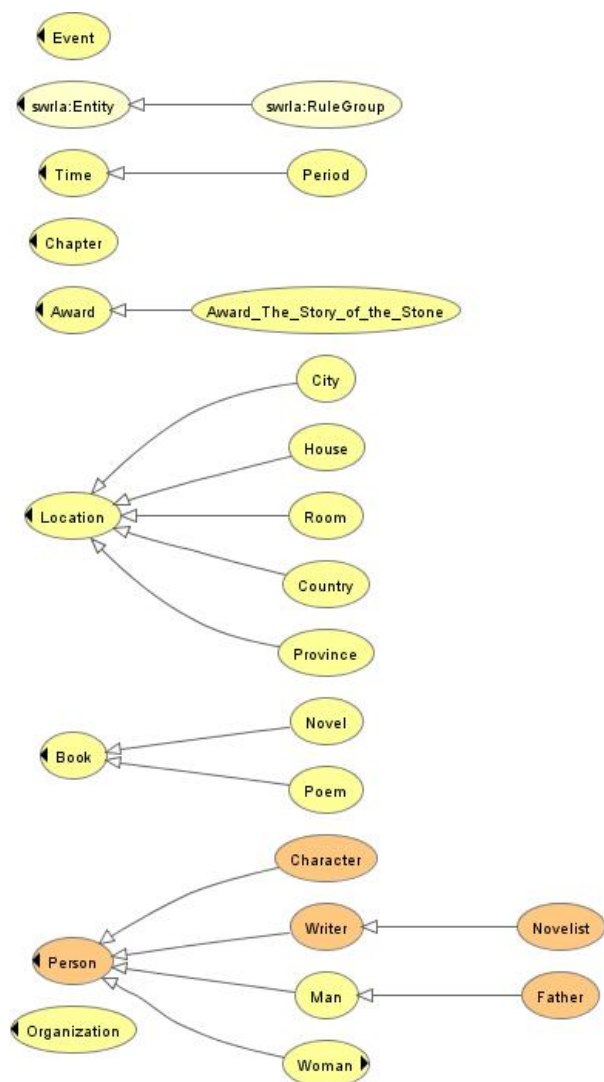 Event
swrla:Entity
swrla:RuleGroup
Time
Period
Chapter
Award
Award_The_Story_of_the_Stone
City
House
Location
Room
Country
Province
Novel
Book
Poem
Character
Writer
Novelist
Person
Man
Father
Organization
Woman